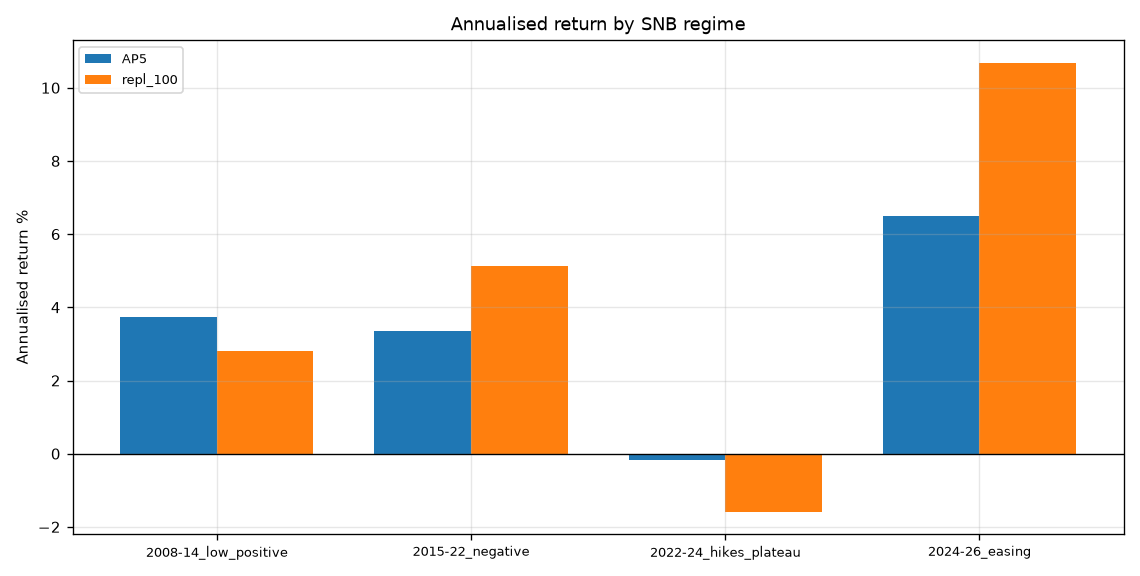 Annualised return by SNB regime
AP5
repl_100
Annualised return %
10
8
6
4
2
0
−2
2008-14_low_positive
2015-22_negative
2022-24_hikes_plateau
2024-26_easing